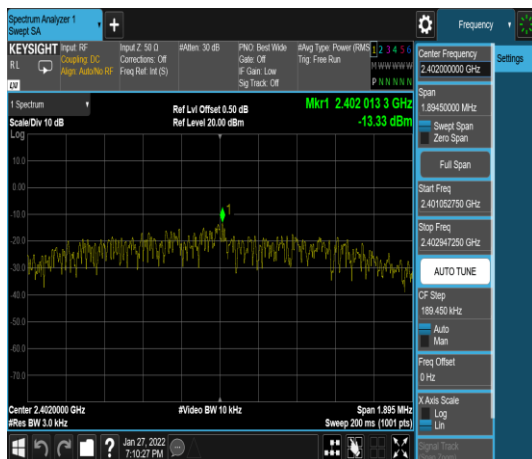 Spectrum Analyzer 1
Swept SA
Frequency
Settings
KEYSIGHT
RL
Input: RF
Coupling: DC
Align: Auto/No RF
Input Z: 50 Ω
Corrections: Off
Freq Ref: Int (S)
#Atten: 30 dB
PNO: Best Wide
Gate: Off
IF Gain: Low
Sig Track: Off
#Avg Type: Power (RMS
Trig: Free Run
1 2 3 4 5 6
M W W W W W
P N N N N N
1 Spectrum
Scale/Div 10 dB
Ref Lvl Offset 0.50 dB
Ref Level 20.00 dBm
Mkr1 2.402 013 3 GHz
-13.33 dBm
Log
10.0
0.00
-10.0
-20.0
-30.0
-40.0
-50.0
-60.0
-70.0
1
Center 2.4020000 GHz
#Res BW 3.0 kHz
#Video BW 10 kHz
Span 1.895 MHz
Sweep 200 ms (1001 pts)
Center Frequency
2.402000000 GHz
Span
1.89450000 MHz
Swept Span
Zero Span
Full Span
Start Freq
2.401052750 GHz
Stop Freq
2.402947250 GHz
AUTO TUNE
CF Step
189.450 kHz
Auto
Man
Freq Offset
0 Hz
X Axis Scale
Log
Lin
Signal Track
Jan 27, 2022
7:10:27 PM